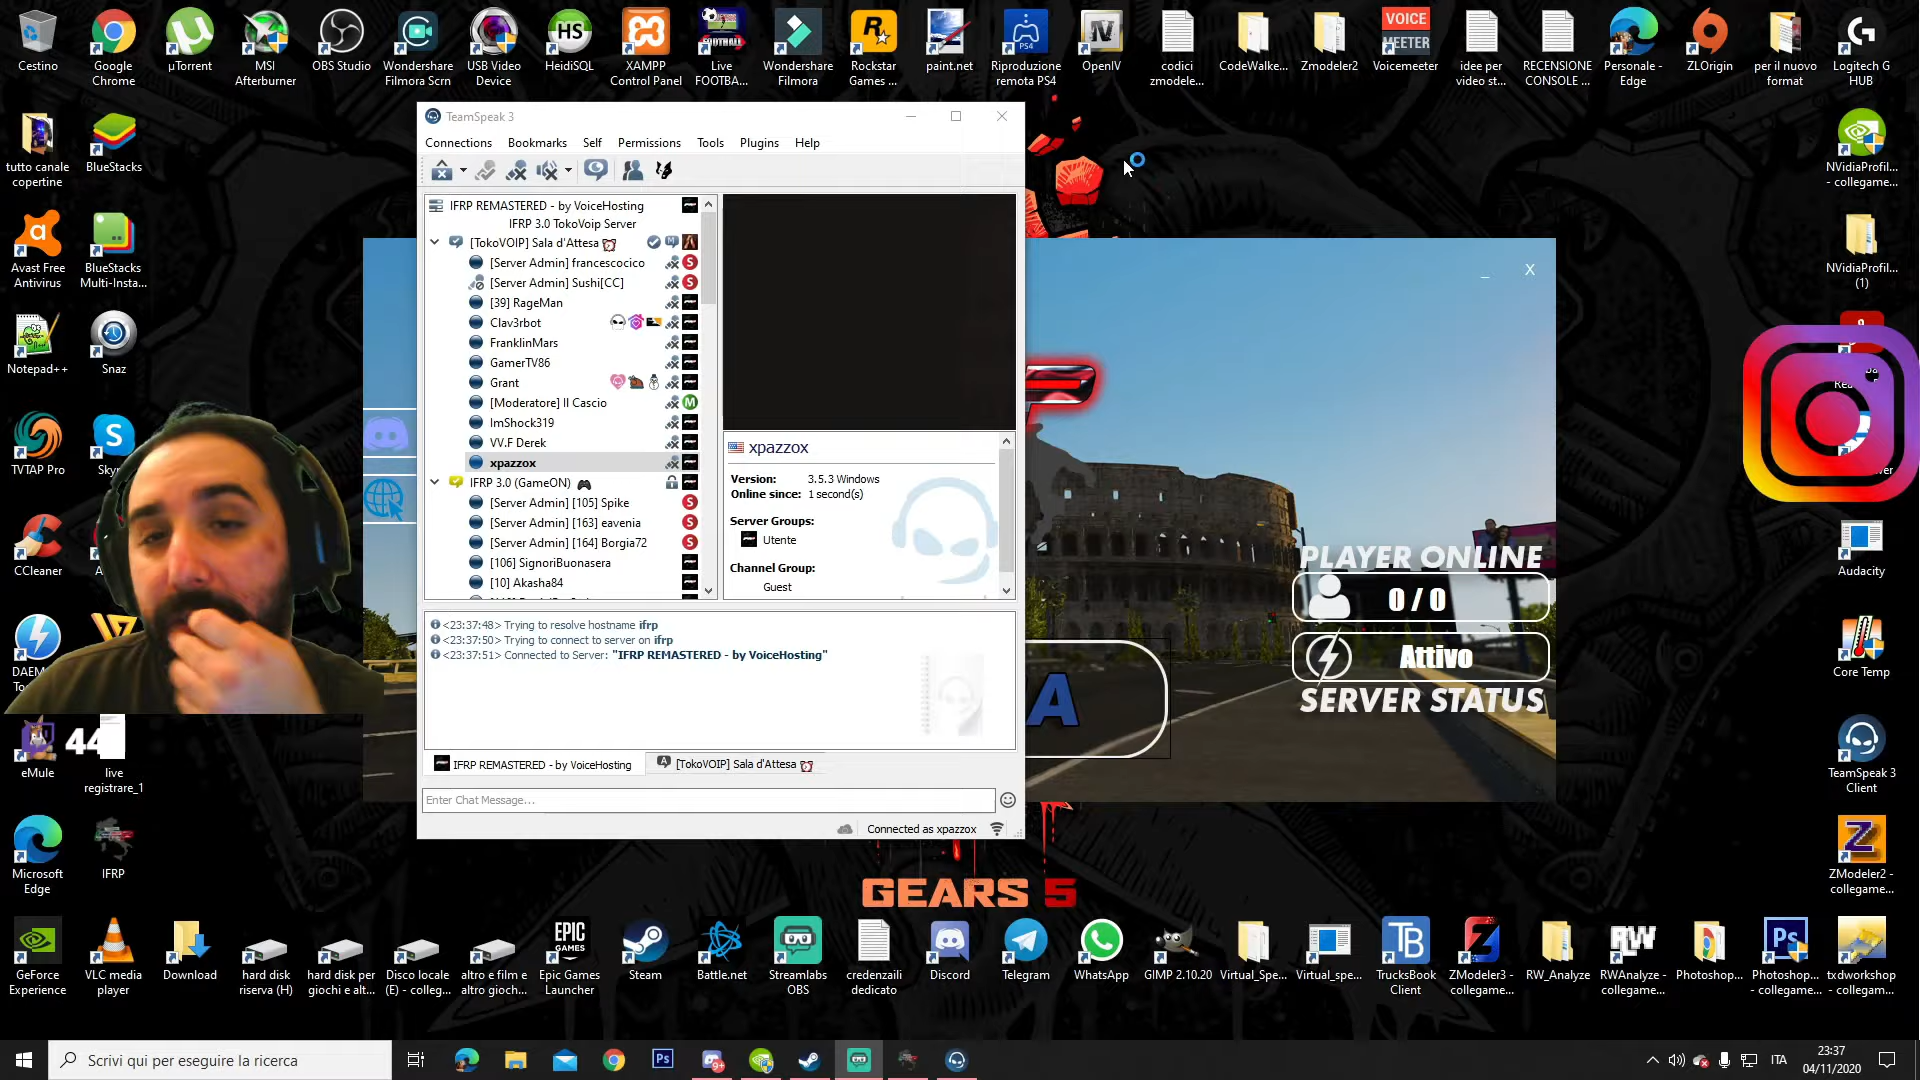 Cestino
Google
Chrome
µTorrent
MSI
Afterburner
OBS Studio
Wondershare
Filmora Scrn
USB Video
Device
HeidiSQL
XAMPP
Control Panel
Live
FOOTBA...
Wondershare
Filmora
Rockstar
Games ...
paint.net
Riproduzione
remota PS4
OpenIV
codici
zmodele...
CodeWalke...
Zmodeler2
Voicemeeter
idee per
video st...
RECENSIONE
CONSOLE ...
Personale -
Edge
ZLOrigin
per il nuovo
format
Logitech G
HUB
tutto canale
copertine
BlueStacks
NVidiaProfil...
- collegame...
Avast Free
Antivirus
BlueStacks
Multi-Insta...
NVidiaProfil...
(1)
Notepad++
Snaz
TVTAP Pro
CCleaner
Audacity
Core Temp
eMule
44
live
registrare_1
TeamSpeak 3
Client
Microsoft
Edge
IFRP
ZModeler2 -
collegame...
TeamSpeak 3
Connections
Bookmarks
Self
Permissions
Tools
Plugins
Help
IFRP REMASTERED - by VoiceHosting
IFRP 3.0 TokoVoip Server
[TokoVOIP] Sala d'Attesa
[Server Admin] francescocico
[Server Admin] Sushi[CC]
[39] RageMan
Clav3rbot
FranklinMars
GamerTV86
Grant
[Moderatore] Il Cascio
ImShock319
VV.F Derek
xpazzox
IFRP 3.0 (GameON)
[Server Admin] [105] Spike
[Server Admin] [163] eavenia
[Server Admin] [164] Borgia72
[106] SignoriBuonasera
[10] Akasha84
xpazzox
Version: 3.5.3 Windows
Online since: 1 second(s)
Server Groups:
Utente
Channel Group:
Guest
<23:37:48> Trying to resolve hostname ifrp
<23:37:50> Trying to connect to server on ifrp
<23:37:51> Connected to Server: "IFRP REMASTERED - by VoiceHosting"
IFRP REMASTERED - by VoiceHosting
[TokoVOIP] Sala d'Attesa
Enter Chat Message...
Connected as xpazzox
_ X
PLAYER ONLINE
0 / 0
Attivo
SERVER STATUS
A
GEARS 5
GeForce
Experience
VLC media
player
Download
hard disk
riserva (H)
hard disk per
giochi e alt...
Disco locale
(E) - colleg...
altro e film e
altro gioch...
EPIC
GAMES
Epic Games
Launcher
Steam
Battle.net
Streamlabs
OBS
credenzaili
dedicato
Discord
Telegram
WhatsApp
GIMP 2.10.20
Virtual_Spe...
Virtual_spe...
TrucksBook
Client
ZModeler3 -
collegame...
RW_Analyze
RWAnalyze -
collegame...
Photoshop...
Photoshop...
- collegame...
txdworkshop
- collegam...
Scrivi qui per eseguire la ricerca
ITA
23:37
04/11/2020